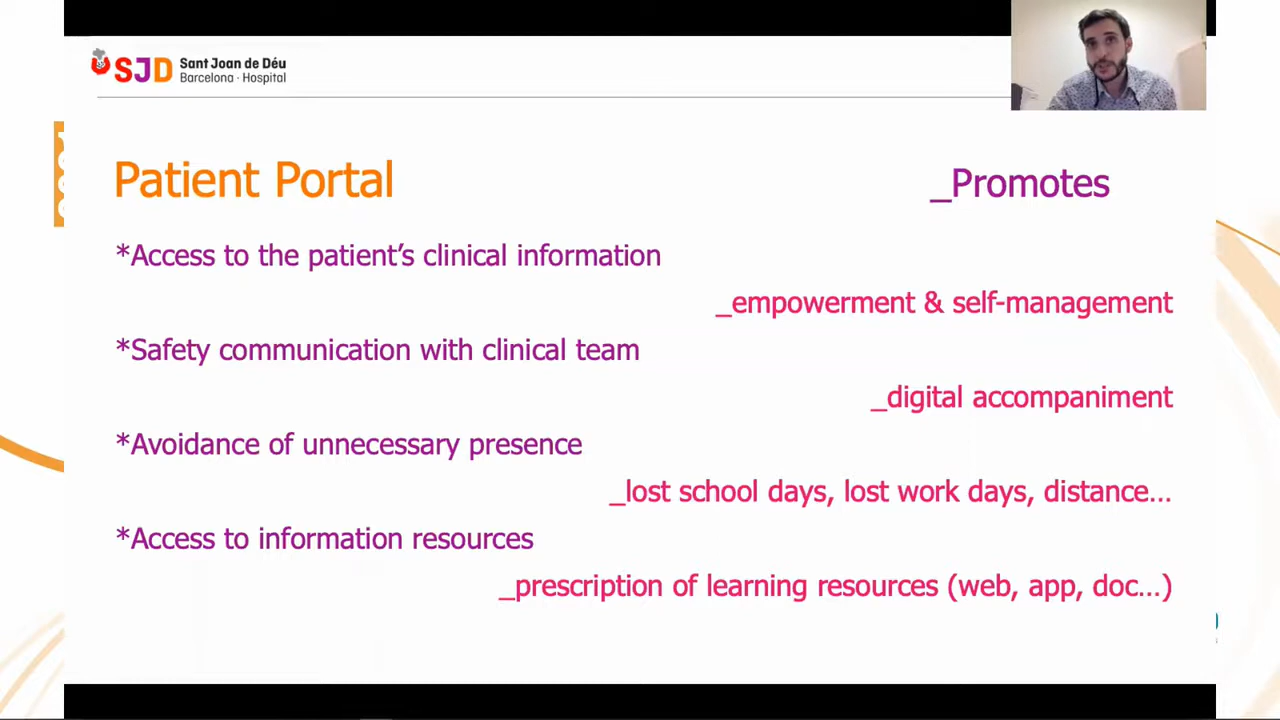 SJD Sant Joan de Déu
Barcelona · Hospital
Patient Portal
_Promotes
*Access to the patient’s clinical information
_empowerment & self-management
*Safety communication with clinical team
_digital accompaniment
*Avoidance of unnecessary presence
_lost school days, lost work days, distance…
*Access to information resources
_prescription of learning resources (web, app, doc…)